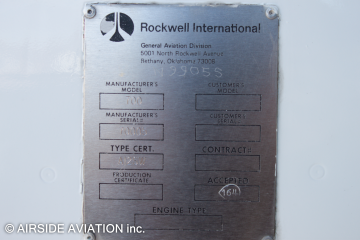 Rockwell International
General Aviation Division
5001 North Rockwell Avenue
Bethany, Oklahoma 73008
MANUFACTURER'S
MODEL
CUSTOMER'S
MODEL
MANUFACTURER'S
SERIAL#
CUSTOMER'S
SERIAL#
TYPE CERT.
CONTRACT#
PRODUCTION
CERTIFICATE
ACCEPTED
ENGINE TYPE
© AIRSIDE AVIATION inc.